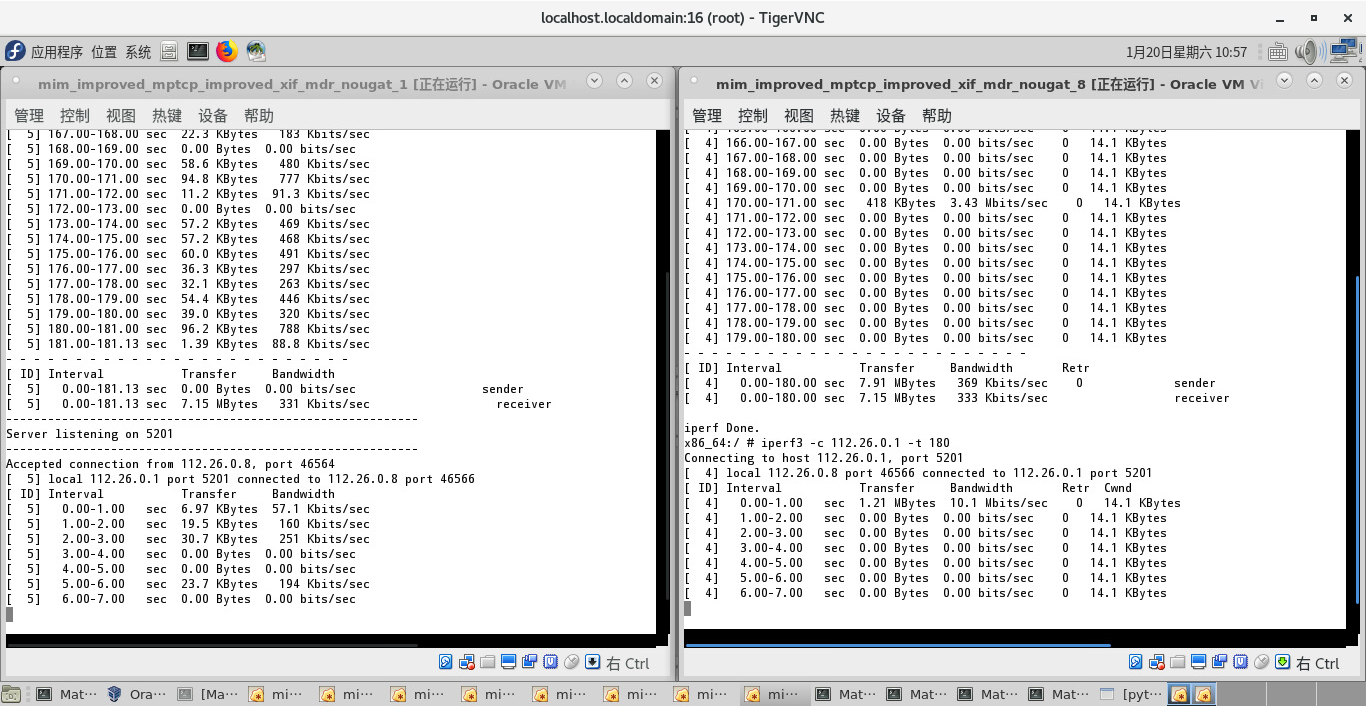 localhost.localdomain:16 (root) - TigerVNC
应用程序 位置 系统
1月20日星期六 10:57
mim_improved_mptcp_improved_xif_mdr_nougat_1 [正在运行] - Oracle VM
管理 控制 视图 热键 设备 帮助
[  5] 167.00-168.00 sec  22.3 KBytes   183 Kbits/sec
[  5] 168.00-169.00 sec  0.00 Bytes  0.00 bits/sec
[  5] 169.00-170.00 sec  58.6 KBytes   480 Kbits/sec
[  5] 170.00-171.00 sec  94.8 KBytes   777 Kbits/sec
[  5] 171.00-172.00 sec  11.2 KBytes  91.3 Kbits/sec
[  5] 172.00-173.00 sec  0.00 Bytes  0.00 bits/sec
[  5] 173.00-174.00 sec  57.2 KBytes   469 Kbits/sec
[  5] 174.00-175.00 sec  57.2 KBytes   468 Kbits/sec
[  5] 175.00-176.00 sec  60.0 KBytes   491 Kbits/sec
[  5] 176.00-177.00 sec  36.3 KBytes   297 Kbits/sec
[  5] 177.00-178.00 sec  32.1 KBytes   263 Kbits/sec
[  5] 178.00-179.00 sec  54.4 KBytes   446 Kbits/sec
[  5] 179.00-180.00 sec  39.0 KBytes   320 Kbits/sec
[  5] 180.00-181.00 sec  96.2 KBytes   788 Kbits/sec
[  5] 181.00-181.13 sec  1.39 KBytes  88.8 Kbits/sec
- - - - - - - - - - - - - - - - - - - - - - - - -
[ ID] Interval           Transfer     Bandwidth
[  5]   0.00-181.13 sec  0.00 Bytes  0.00 bits/sec                  sender
[  5]   0.00-181.13 sec  7.15 MBytes   331 Kbits/sec                  receiver
-----------------------------------------------------------
Server listening on 5201
-----------------------------------------------------------
Accepted connection from 112.26.0.8, port 46564
[  5] local 112.26.0.1 port 5201 connected to 112.26.0.8 port 46566
[ ID] Interval           Transfer     Bandwidth
[  5]   0.00-1.00   sec  6.97 KBytes  57.1 Kbits/sec
[  5]   1.00-2.00   sec  19.5 KBytes   160 Kbits/sec
[  5]   2.00-3.00   sec  30.7 KBytes   251 Kbits/sec
[  5]   3.00-4.00   sec  0.00 Bytes  0.00 bits/sec
[  5]   4.00-5.00   sec  0.00 Bytes  0.00 bits/sec
[  5]   5.00-6.00   sec  23.7 KBytes   194 Kbits/sec
[  5]   6.00-7.00   sec  0.00 Bytes  0.00 bits/sec
右 Ctrl
mim_improved_mptcp_improved_xif_mdr_nougat_8 [正在运行] - Oracle VM Vi
管理 控制 视图 热键 设备 帮助
[  4] 166.00-167.00 sec  0.00 Bytes  0.00 bits/sec    0   14.1 KBytes
[  4] 167.00-168.00 sec  0.00 Bytes  0.00 bits/sec    0   14.1 KBytes
[  4] 168.00-169.00 sec  0.00 Bytes  0.00 bits/sec    0   14.1 KBytes
[  4] 169.00-170.00 sec  0.00 Bytes  0.00 bits/sec    0   14.1 KBytes
[  4] 170.00-171.00 sec   418 KBytes  3.43 Mbits/sec    0   14.1 KBytes
[  4] 171.00-172.00 sec  0.00 Bytes  0.00 bits/sec    0   14.1 KBytes
[  4] 172.00-173.00 sec  0.00 Bytes  0.00 bits/sec    0   14.1 KBytes
[  4] 173.00-174.00 sec  0.00 Bytes  0.00 bits/sec    0   14.1 KBytes
[  4] 174.00-175.00 sec  0.00 Bytes  0.00 bits/sec    0   14.1 KBytes
[  4] 175.00-176.00 sec  0.00 Bytes  0.00 bits/sec    0   14.1 KBytes
[  4] 176.00-177.00 sec  0.00 Bytes  0.00 bits/sec    0   14.1 KBytes
[  4] 177.00-178.00 sec  0.00 Bytes  0.00 bits/sec    0   14.1 KBytes
[  4] 178.00-179.00 sec  0.00 Bytes  0.00 bits/sec    0   14.1 KBytes
[  4] 179.00-180.00 sec  0.00 Bytes  0.00 bits/sec    0   14.1 KBytes
- - - - - - - - - - - - - - - - - - - - - - - - -
[ ID] Interval           Transfer     Bandwidth       Retr
[  4]   0.00-180.00 sec  7.91 MBytes   369 Kbits/sec    0             sender
[  4]   0.00-180.00 sec  7.15 MBytes   333 Kbits/sec                  receiver
iperf Done.
x86_64:/ # iperf3 -c 112.26.0.1 -t 180
Connecting to host 112.26.0.1, port 5201
[  4] local 112.26.0.8 port 46566 connected to 112.26.0.1 port 5201
[ ID] Interval           Transfer     Bandwidth       Retr  Cwnd
[  4]   0.00-1.00   sec  1.21 MBytes  10.1 Mbits/sec    0   14.1 KBytes
[  4]   1.00-2.00   sec  0.00 Bytes  0.00 bits/sec    0   14.1 KBytes
[  4]   2.00-3.00   sec  0.00 Bytes  0.00 bits/sec    0   14.1 KBytes
[  4]   3.00-4.00   sec  0.00 Bytes  0.00 bits/sec    0   14.1 KBytes
[  4]   4.00-5.00   sec  0.00 Bytes  0.00 bits/sec    0   14.1 KBytes
[  4]   5.00-6.00   sec  0.00 Bytes  0.00 bits/sec    0   14.1 KBytes
[  4]   6.00-7.00   sec  0.00 Bytes  0.00 bits/sec    0   14.1 KBytes
右 Ctrl
Mat··· Ora··· [Ma··· mi··· mi··· mi··· mi··· mi··· mi··· mi··· mi··· Mat··· Mat··· Mat··· Mat··· [pyt···